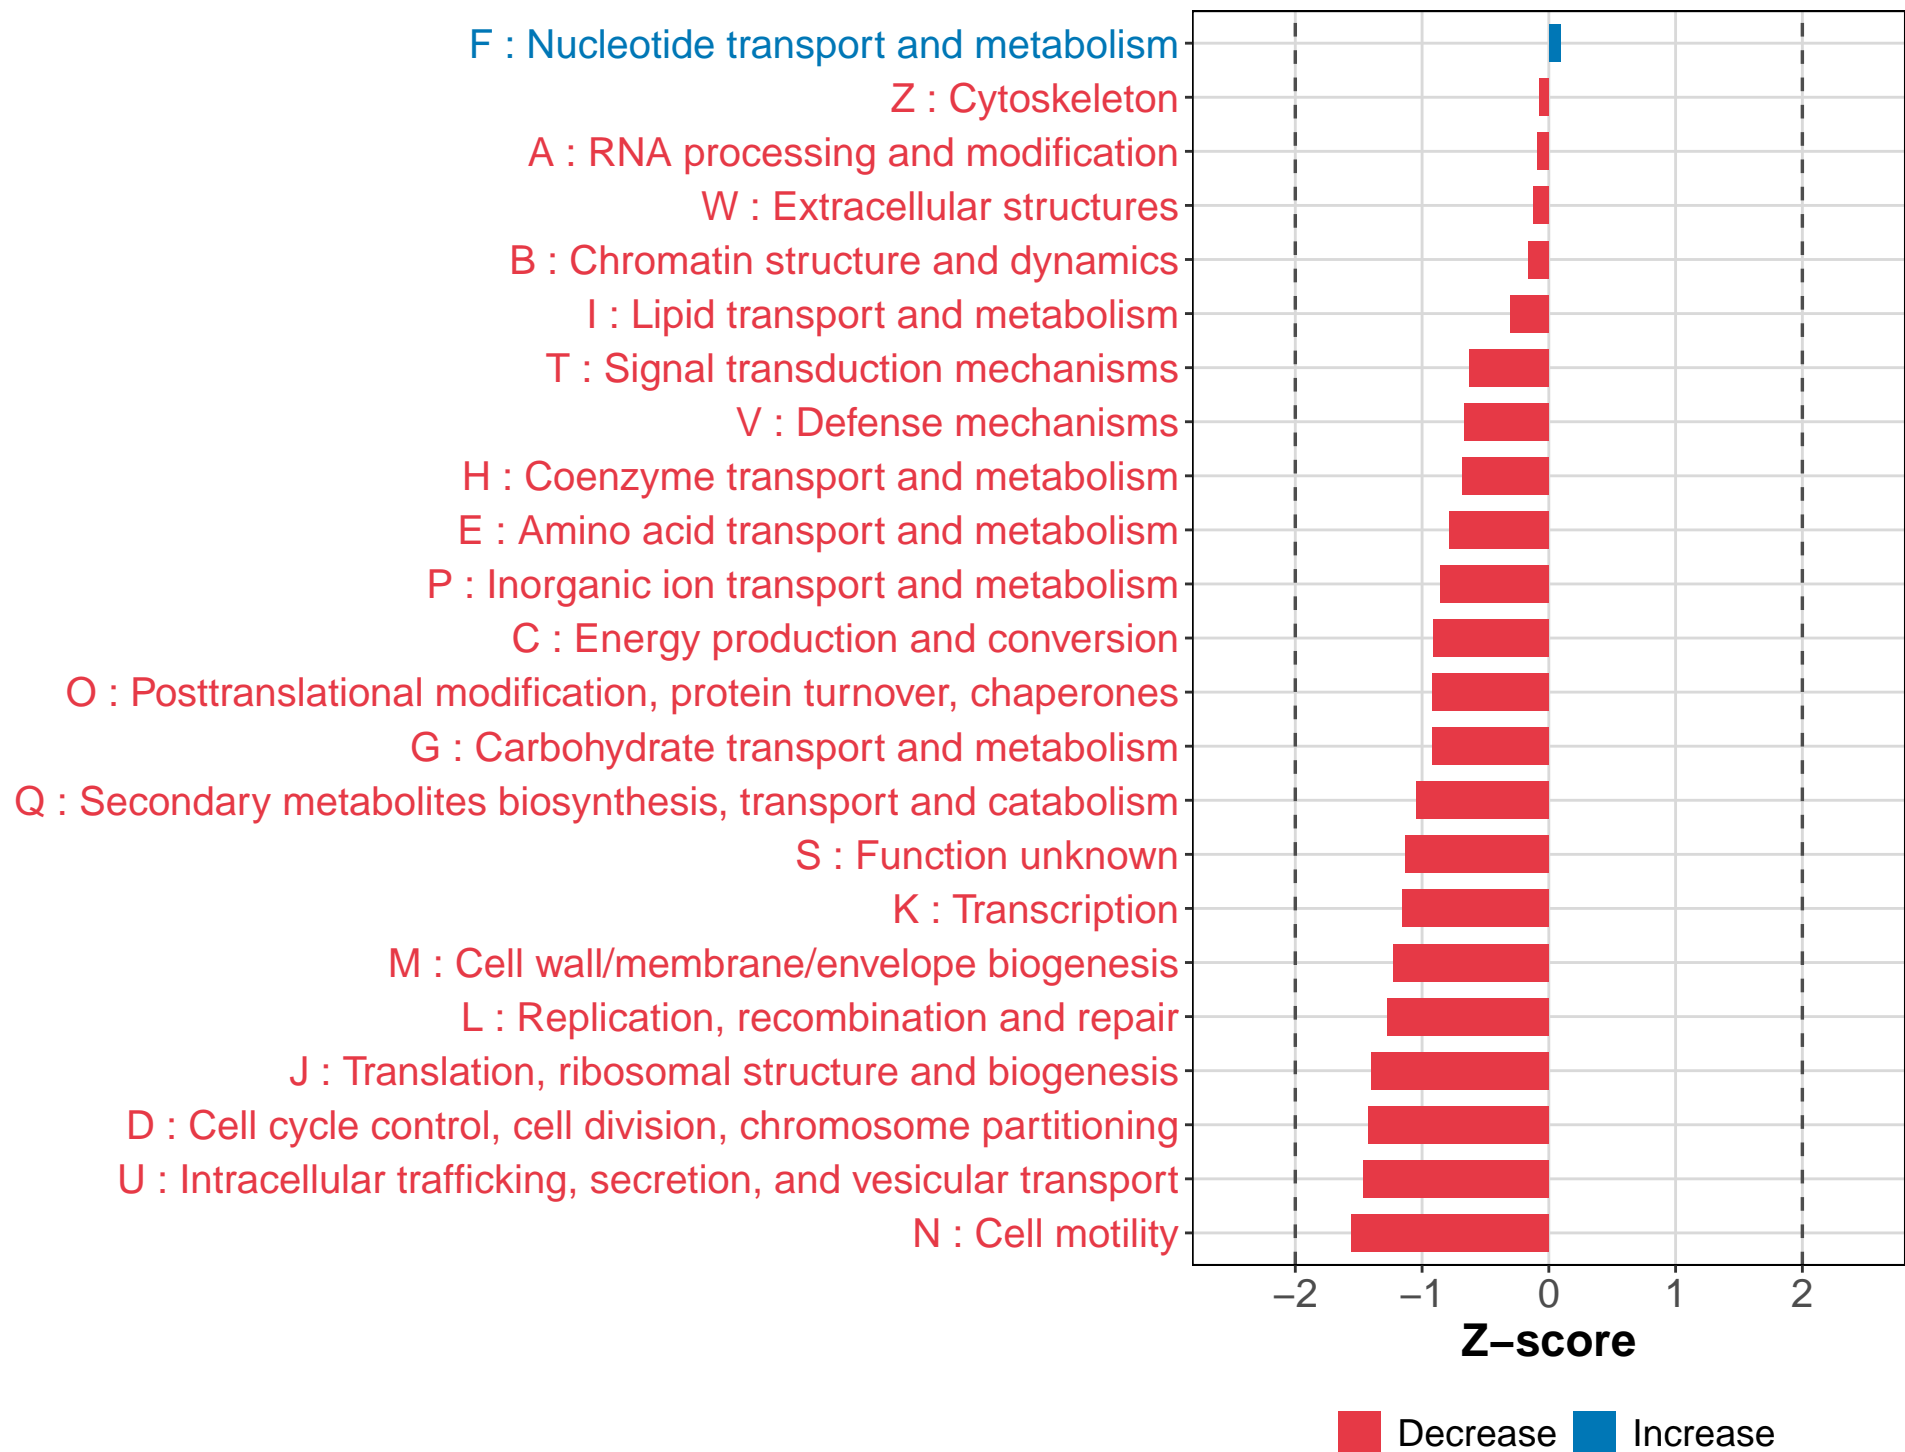 F : Nucleotide transport and metabolism
Z : Cytoskeleton
A : RNA processing and modification
W : Extracellular structures
B : Chromatin structure and dynamics
I : Lipid transport and metabolism
T : Signal transduction mechanisms
V : Defense mechanisms
H : Coenzyme transport and metabolism
E : Amino acid transport and metabolism
P : Inorganic ion transport and metabolism
C : Energy production and conversion
O : Posttranslational modification, protein turnover, chaperones
G : Carbohydrate transport and metabolism
Q : Secondary metabolites biosynthesis, transport and catabolism
S : Function unknown
K : Transcription
M : Cell wall/membrane/envelope biogenesis
L : Replication, recombination and repair
J : Translation, ribosomal structure and biogenesis
D : Cell cycle control, cell division, chromosome partitioning
U : Intracellular trafficking, secretion, and vesicular transport
N : Cell motility
−2 −1 0 1 2
Z−score
Decrease Increase